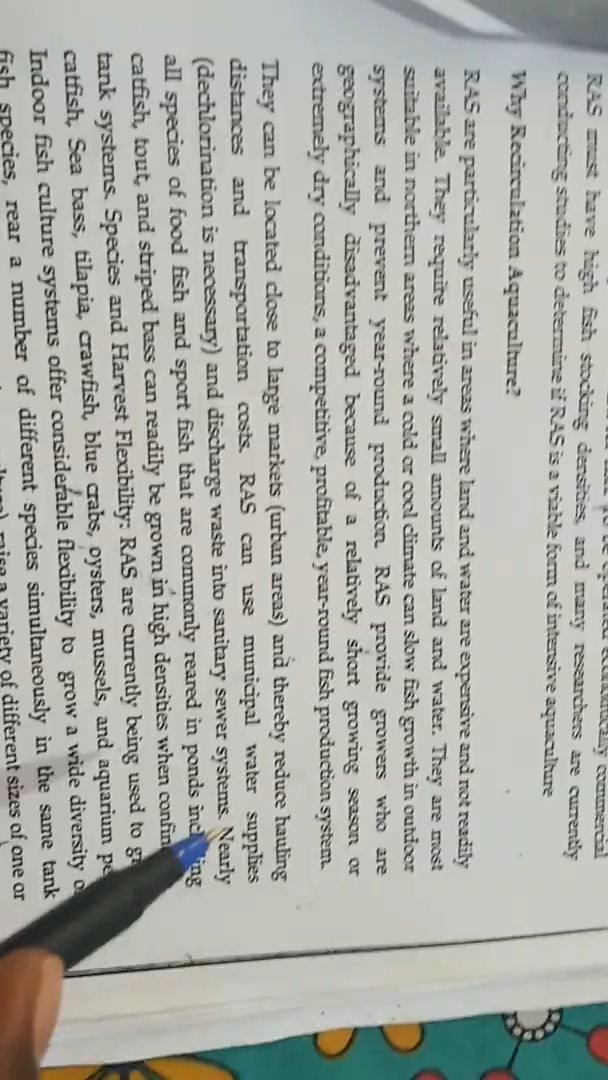 economically commercial
RAS must have high fish stocking densities, and many researchers are currently
conducting studies to determine if RAS is a viable form of intensive aquaculture
Why Recirculation Aquaculture?
RAS are particularly useful in areas where land and water are expensive and not readily
available. They require relatively small amounts of land and water. They are most
suitable in northern areas where a cold or cool climate can slow fish growth in outdoor
systems and prevent year-round production. RAS provide growers who are
geographically disadvantaged because of a relatively short growing season or
extremely dry conditions, a competitive, profitable, year-round fish production system.
They can be located close to large markets (urban areas) and thereby reduce hauling
distances and transportation costs. RAS can use municipal water supplies
(dechlorination is necessary) and discharge waste into sanitary sewer systems. Nearly
all species of food fish and sport fish that are commonly reared in ponds including
catfish, tout, and striped bass can readily be grown in high densities when
tank systems. Species and Harvest Flexibility: RAS are currently being used to
catfish, Sea bass, tilapia, crawfish, blue crabs, oysters, mussels, and aquarium
Indoor fish culture systems offer considerable flexibility to grow a wide diversity
fish species, rear a number of different species simultaneously in the same tank
raise a variety of different sizes of one or